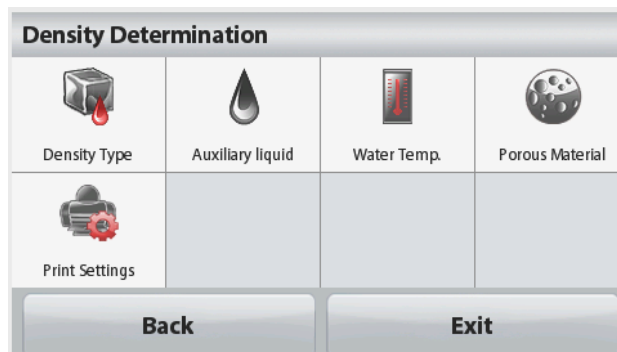 Density Determination
Density Type
Auxiliary liquid
Water Temp.
Porous Material
Print Settings
Back
Exit